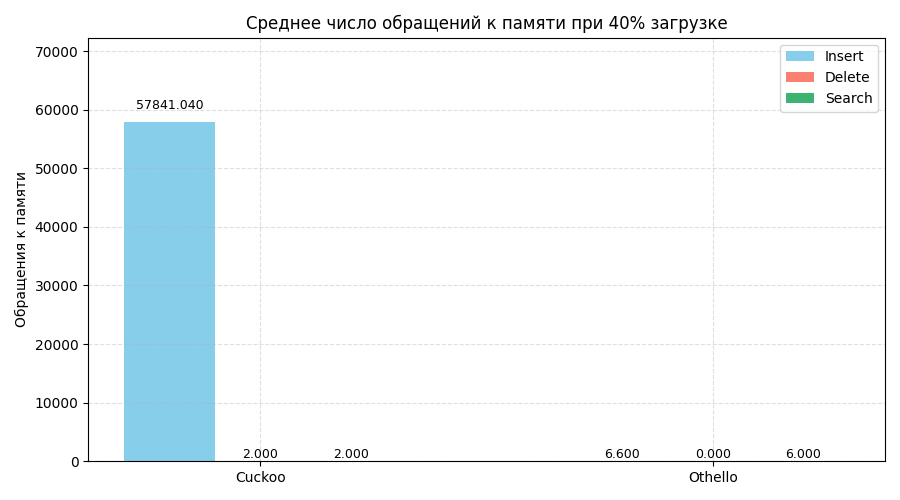 Среднее число обращений к памяти при 40% загрузке
Обращения к памяти
70000
60000
50000
40000
30000
20000
10000
0
57841.040
2.000
2.000
6.600
0.000
6.000
Cuckoo
Othello
Insert
Delete
Search